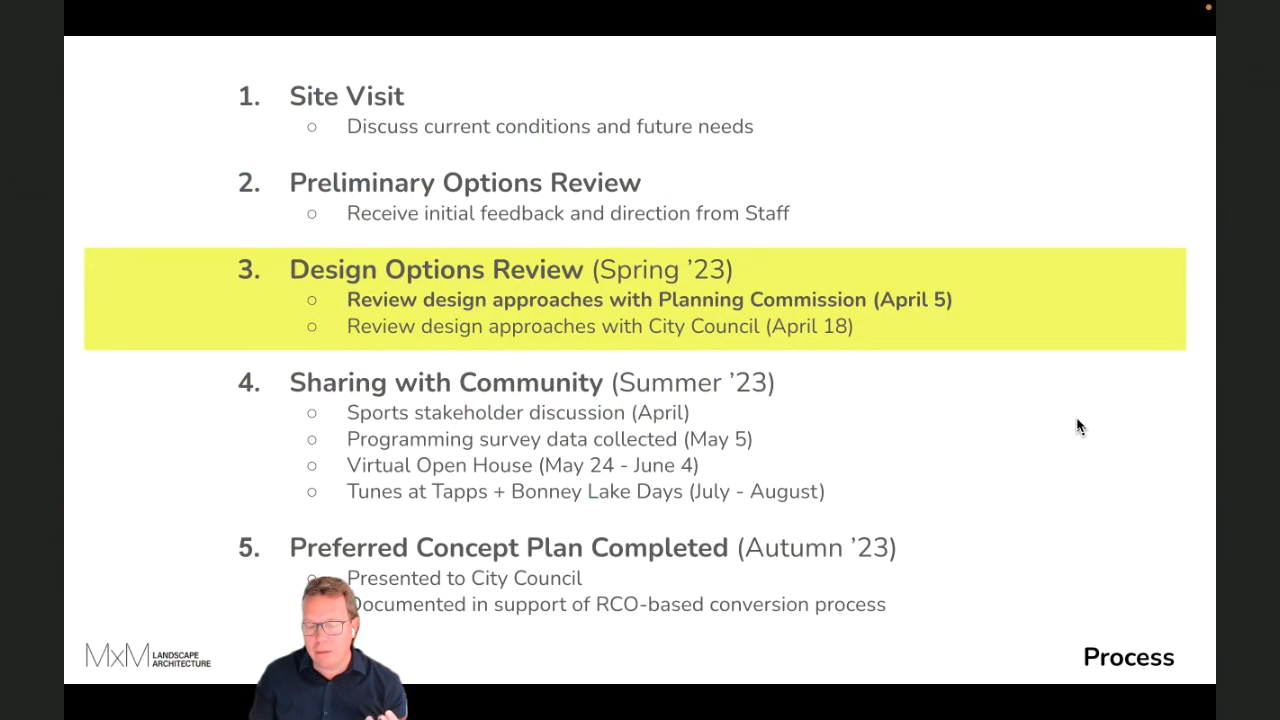 1. Site Visit
○ Discuss current conditions and future needs
2. Preliminary Options Review
○ Receive initial feedback and direction from Staff
3. Design Options Review (Spring ’23)
○ Review design approaches with Planning Commission (April 5)
○ Review design approaches with City Council (April 18)
4. Sharing with Community (Summer ’23)
○ Sports stakeholder discussion (April)
○ Programming survey data collected (May 5)
○ Virtual Open House (May 24 - June 4)
○ Tunes at Tapps + Bonney Lake Days (July - August)
5. Preferred Concept Plan Completed (Autumn ’23)
○ Presented to City Council
Documented in support of RCO-based conversion process
MxM LANDSCAPE
ARCHITECTURE
Process